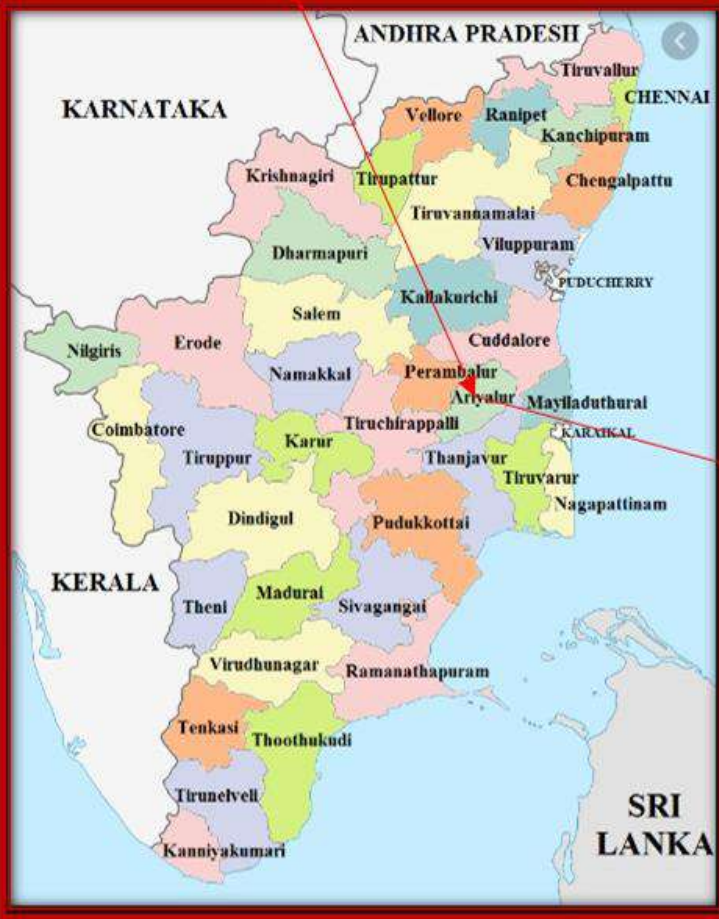 ANDHRA PRADESH
Tiruvallur
KARNATAKA
CHENNAI
Vellore
Ranipet
Kanchipuram
Krishnagiri
Tirupattur
Chengalpattu
Tiruvannamalai
Viluppuram
Dharmapuri
PUDUCHERRY
Kallakurichi
Salem
Cuddalore
Nilgiris
Erode
Namakkal
Perambalur
Ariyalur
Mayiladuthurai
Tiruchirappalli
Coimbatore
KARAIKAL
Karur
Tiruppur
Thanjavur
Tiruvarur
Nagapattinam
Dindigul
Pudukkottai
KERALA
Theni
Madurai
Sivagangai
Virudhunagar
Ramanathapuram
Tenkasi
Thoothukudi
Tirunelveli
SRI
LANKA
Kanniyakumari